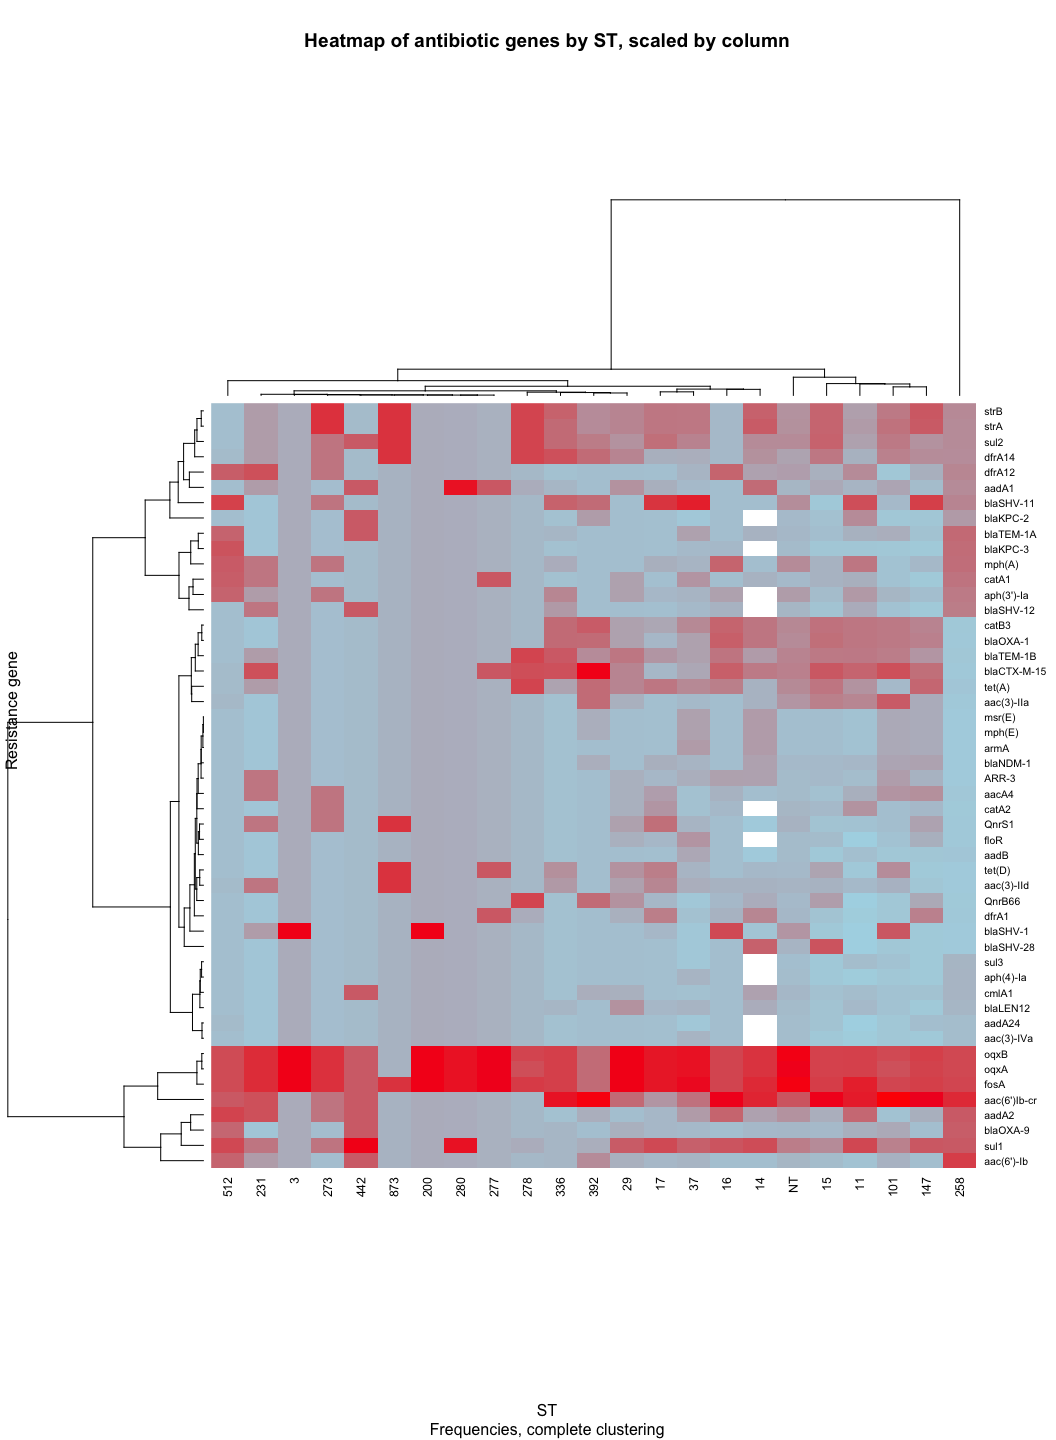 Heatmap of antibiotic genes by ST, scaled by column
Resistance gene
strB
strA
sul2
dfrA14
dfrA12
aadA1
blaSHV-11
blaKPC-2
blaTEM-1A
blaKPC-3
mph(A)
catA1
aph(3')-Ia
blaSHV-12
catB3
blaOXA-1
blaTEM-1B
blaCTX-M-15
tet(A)
aac(3)-IIa
msr(E)
mph(E)
armA
blaNDM-1
ARR-3
aacA4
catA2
QnrS1
floR
aadB
tet(D)
aac(3)-IId
QnrB66
dfrA1
blaSHV-1
blaSHV-28
sul3
aph(4)-Ia
cmlA1
blaLEN12
aadA24
aac(3)-IVa
oqxB
oqxA
fosA
aac(6')Ib-cr
aadA2
blaOXA-9
sul1
aac(6')-Ib
512 231 3 273 442 873 200 280 277 278 336 392 29 17 37 16 14 NT 15 11 101 147 258
ST
Frequencies, complete clustering